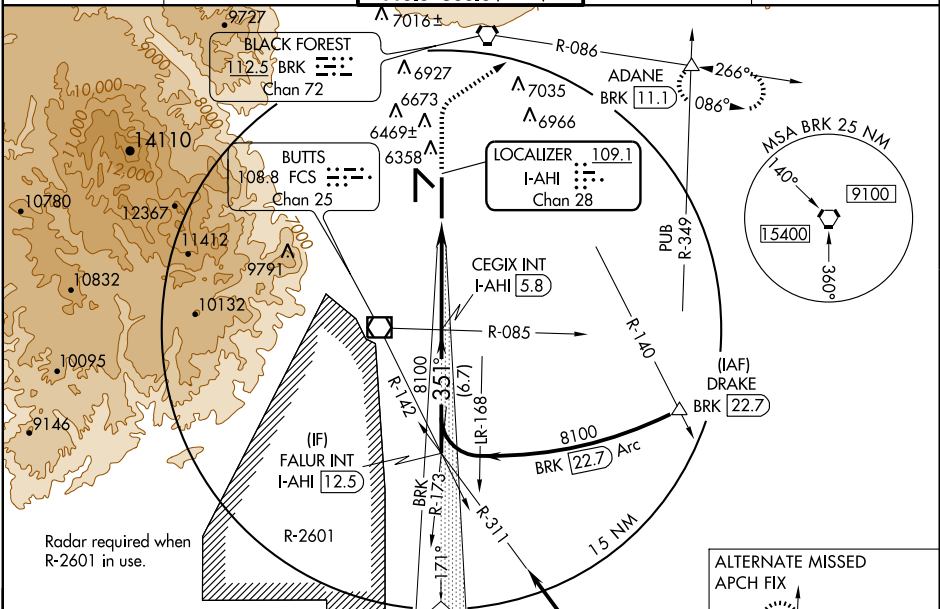 9727
7016±
BLACK FOREST
112.5 BRK
Chan 72
R-086
6927
9000
10,000
8000
7035
ADANE
BRK 11.1
266°
086°
6673
6469±
6966
6358
14110
12,000
BUTTS
108.8 FCS
Chan 25
LOCALIZER 109.1
I-AHI
Chan 28
MSA BRK 25 NM
140°
9100
15400
360°
10780
12367
11412
9791
7000
PUB
R-349
CEGIX INT
I-AHI 5.8
10832
10132
R-085
R-140
10095
8100
351°
(6.7)
R-142
LR-168
(IAF)
DRAKE
BRK 22.7
9146
8100
BRK 22.7 Arc
(IF)
FALUR INT
I-AHI 12.5
BRK
R-173
R-311
R-2601
15 NM
Radar required when
R-2601 in use.
171°
ALTERNATE MISSED
APCH FIX